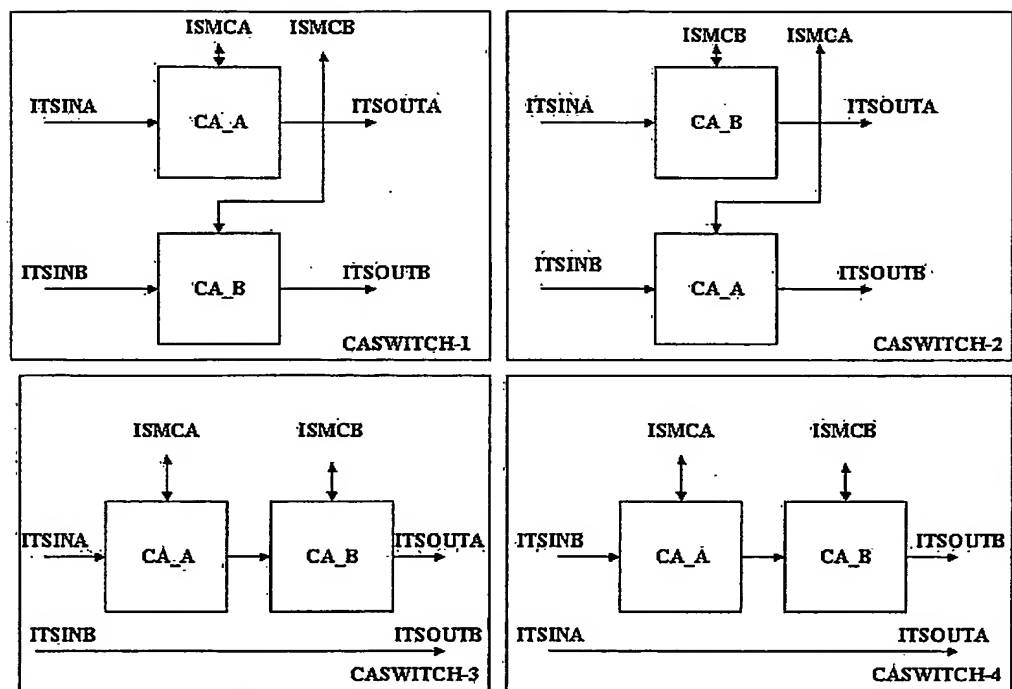 ISMCA ISMCB
ITSINA CA_A ITSOUTA
ITSINB CA_B ITSOUTB
CASWITCH-1
ISMCB ISMCA
ITSINA CA_B ITSOUTA
ITSINB CA_A ITSOUTB
CASWITCH-2
ISMCA ISMCB
ITSINA CA_A CA_B ITSOUTA
ITSINB ITSOUTB
CASWITCH-3
ISMCA ISMCB
ITSINB CA_A CA_B ITSOUTB
ITSINA ITSOUTA
CASWITCH-4